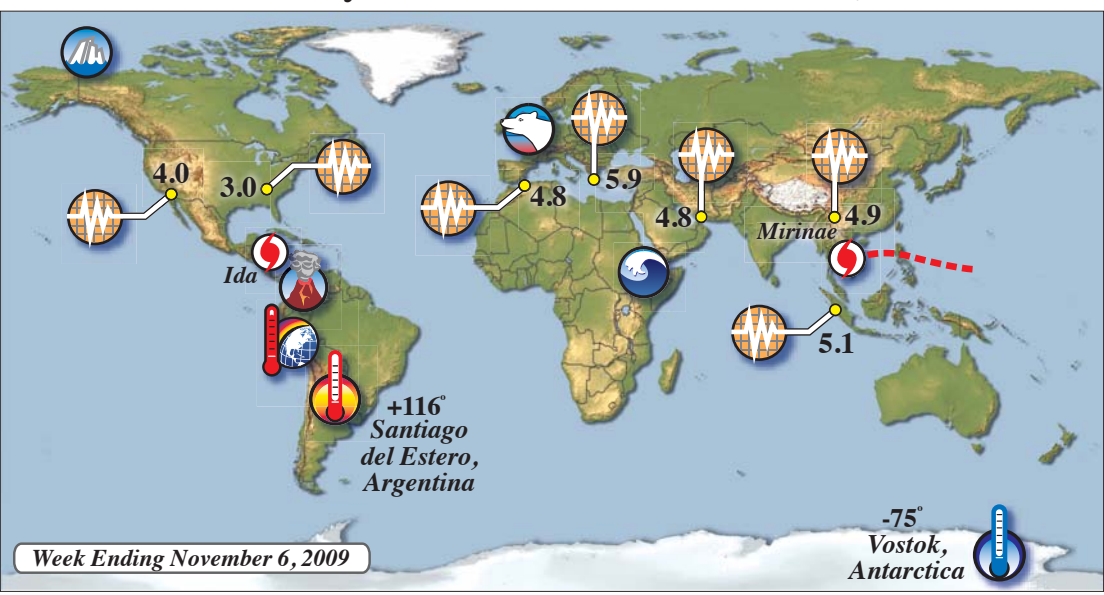 4.0
3.0
4.8
5.9
4.8
4.9
Mirinae
Ida
5.1
+116°
Santiago
del Estero,
Argentina
-75°
Vostok,
Antarctica
Week Ending November 6, 2009